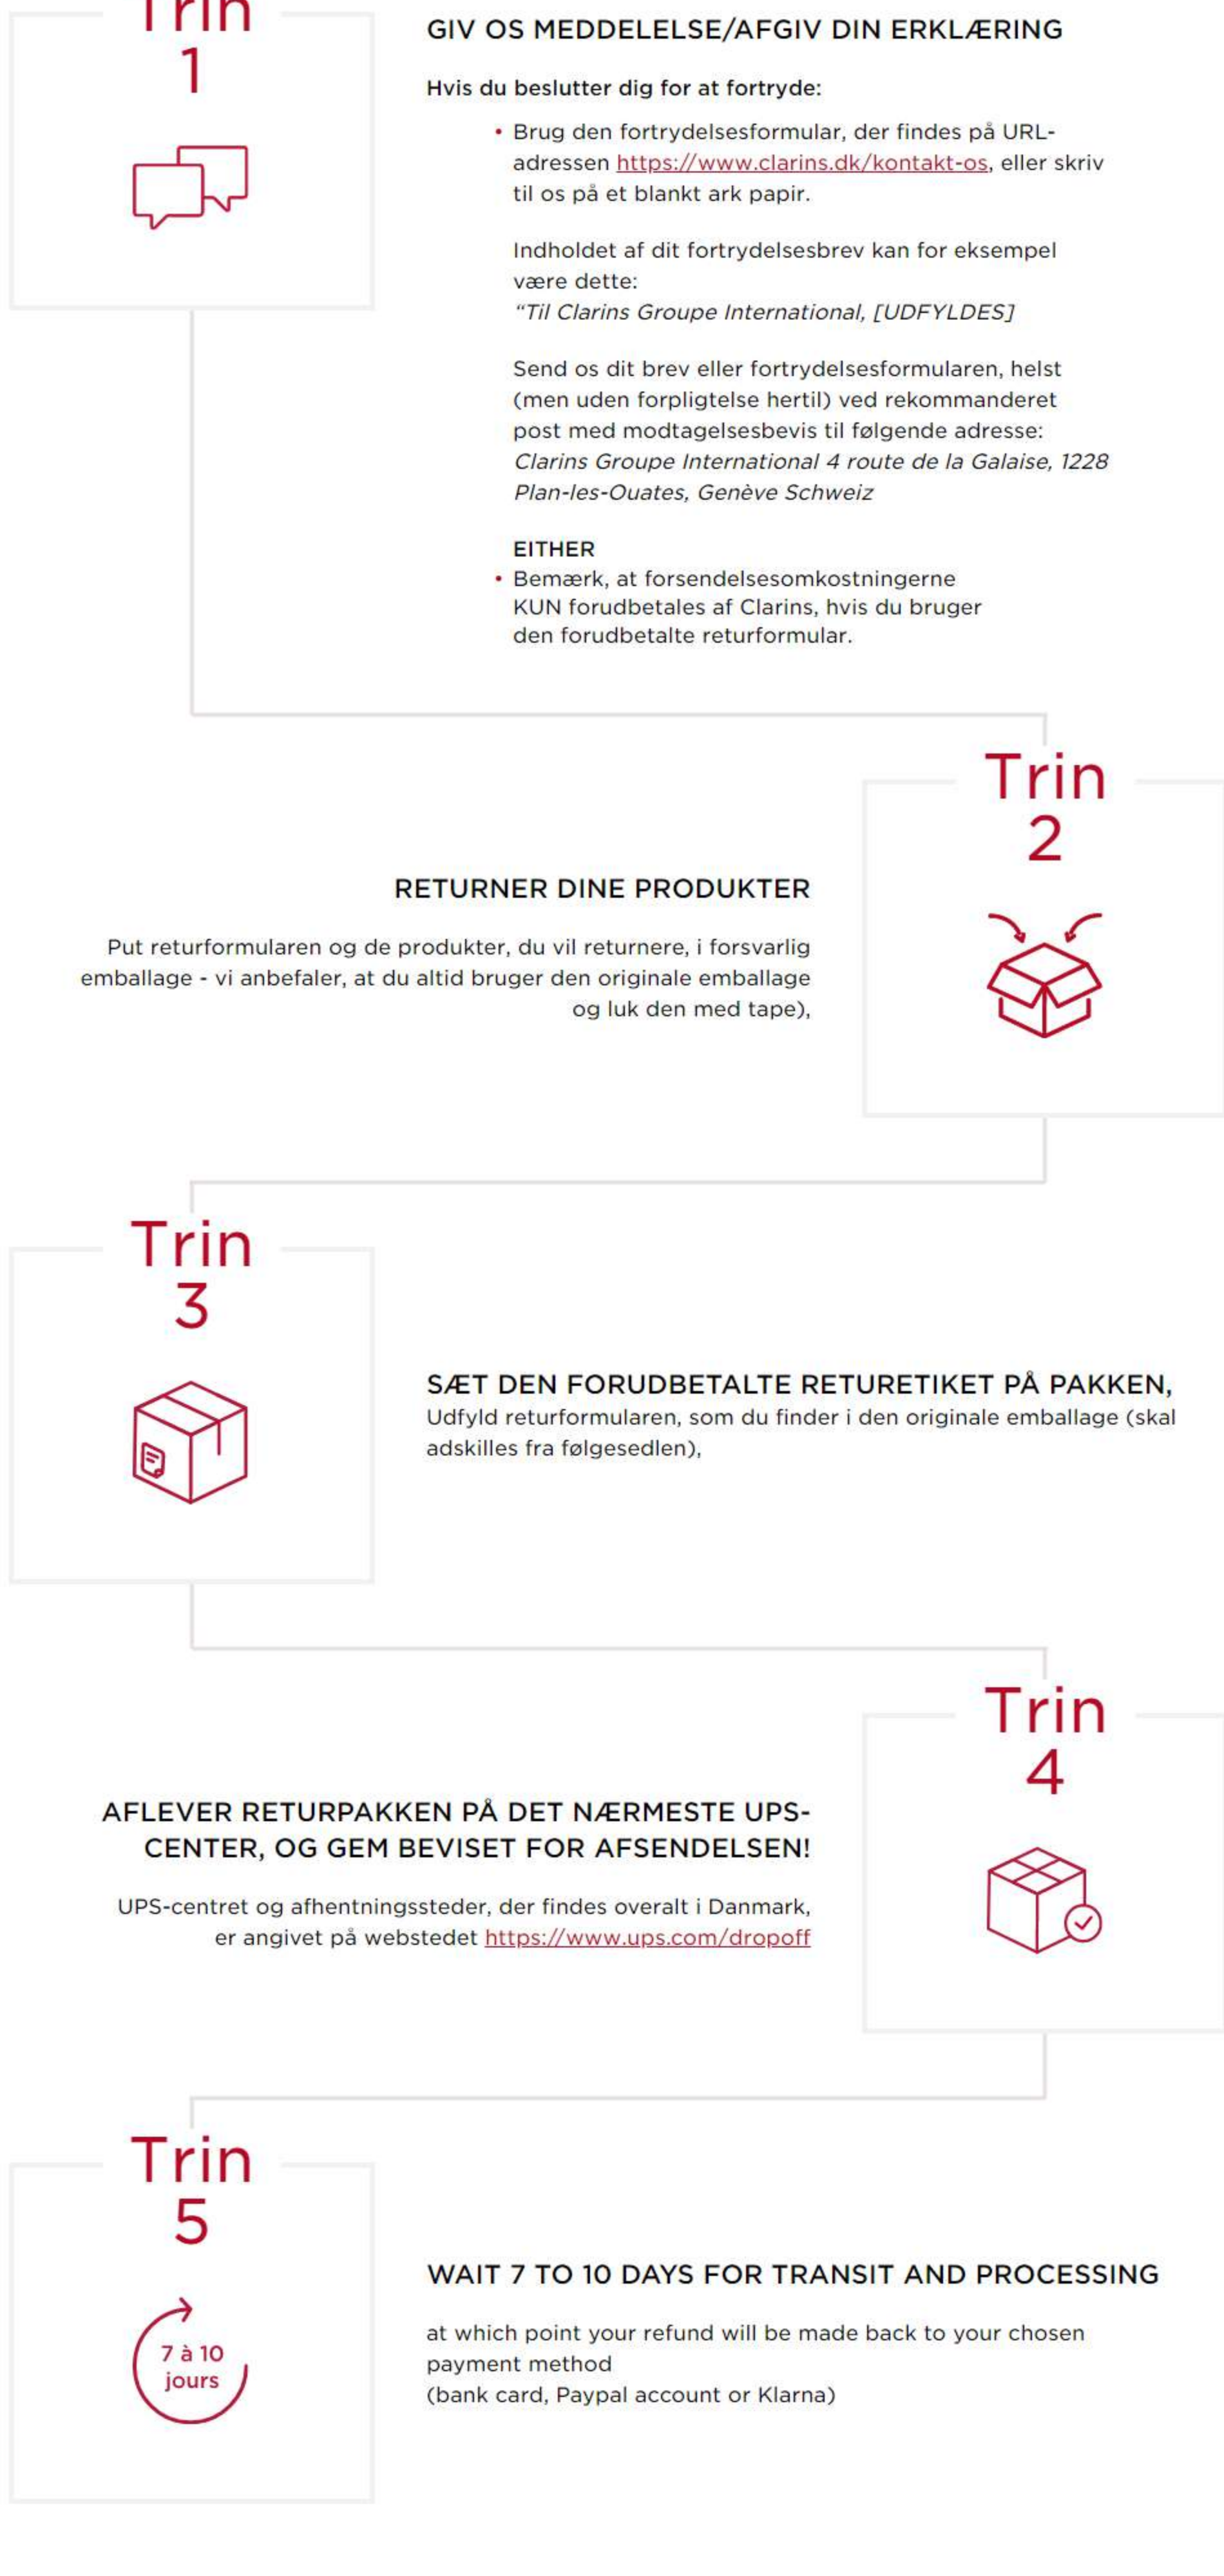 Trin
1
GIV OS MEDDELELSE/AFGIV DIN ERKLÆRING
Hvis du beslutter dig for at fortryde:
• Brug den fortrydelsesformular, der findes på URL-
adressen https://www.clarins.dk/kontakt-os, eller skriv
til os på et blankt ark papir.
Indholdet af dit fortrydelsesbrev kan for eksempel
være dette:
“Til Clarins Groupe International, [UDFYLDES]
Send os dit brev eller fortrydelsesformularen, helst
(men uden forpligtelse hertil) ved rekommanderet
post med modtagelsesbevis til følgende adresse:
Clarins Groupe International 4 route de la Galaise, 1228
Plan-les-Ouates, Genève Schweiz
EITHER
• Bemærk, at forsendelsesomkostningerne
KUN forudbetales af Clarins, hvis du bruger
den forudbetalte returformular.
Trin
2
RETURNER DINE PRODUKTER
Put returformularen og de produkter, du vil returnere, i forsvarlig
emballage - vi anbefaler, at du altid bruger den originale emballage
og luk den med tape),
Trin
3
SÆT DEN FORUDBETALTE RETURETIKET PÅ PAKKEN,
Udfyld returformularen, som du finder i den originale emballage (skal
adskilles fra følgesedlen),
Trin
4
AFLEVER RETURPAKKEN PÅ DET NÆRMESTE UPS-
CENTER, OG GEM BEVISET FOR AFSENDELSEN!
UPS-centret og afhentningssteder, der findes overalt i Danmark,
er angivet på webstedet https://www.ups.com/dropoff
Trin
5
7 à 10
jours
WAIT 7 TO 10 DAYS FOR TRANSIT AND PROCESSING
at which point your refund will be made back to your chosen
payment method
(bank card, Paypal account or Klarna)